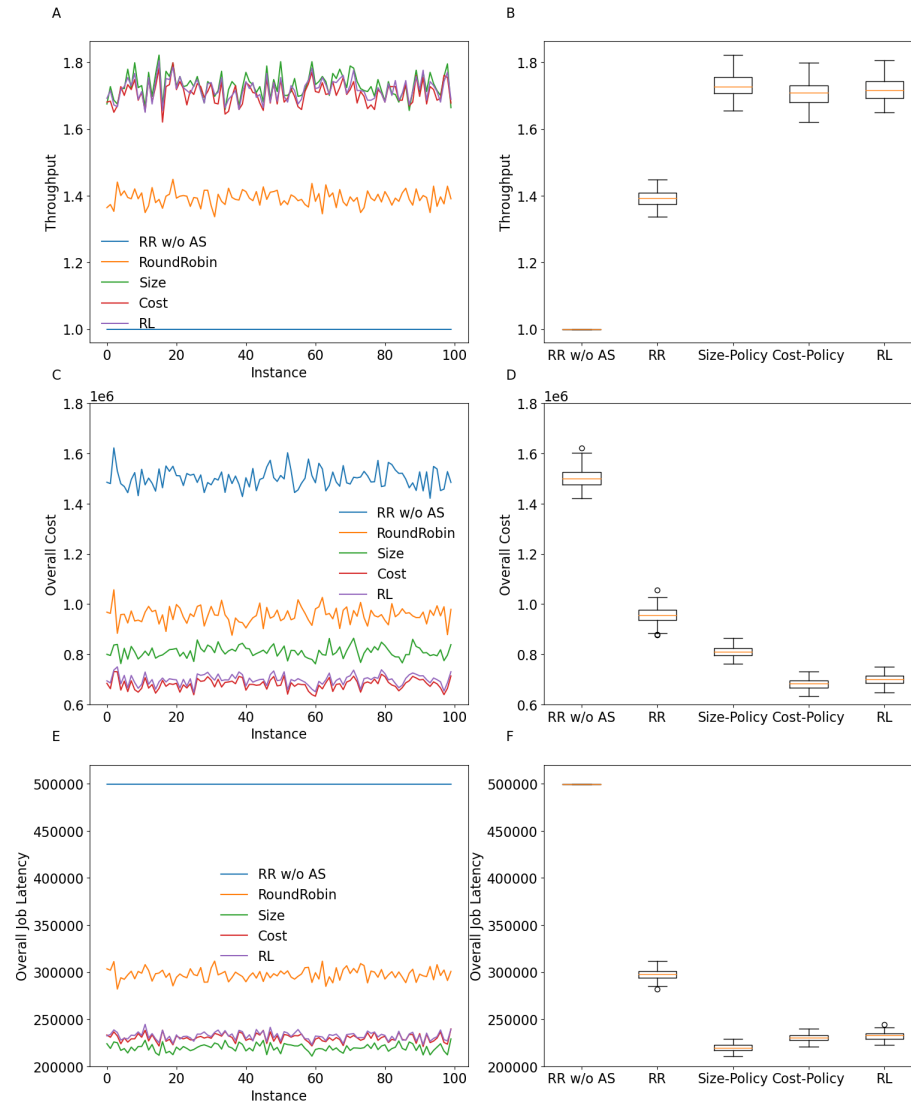 A
Throughput
1.8
1.6
1.4
1.2
1.0
RR w/o AS
RoundRobin
Size
Cost
RL
0 20 40 60 80 100
Instance
B
Throughput
1.8
1.6
1.4
1.2
1.0
RR w/o AS RR Size-Policy Cost-Policy RL
C
1e6
Overall Cost
1.8
1.6
1.4
1.2
1.0
0.8
0.6
RR w/o AS
RoundRobin
Size
Cost
RL
0 20 40 60 80 100
Instance
D
1e6
Overall Cost
1.8
1.6
1.4
1.2
1.0
0.8
0.6
RR w/o AS RR Size-Policy Cost-Policy RL
E
Overall Job Latency
500000
450000
400000
350000
300000
250000
200000
RR w/o AS
RoundRobin
Size
Cost
RL
0 20 40 60 80 100
Instance
F
Overall Job Latency
500000
450000
400000
350000
300000
250000
200000
RR w/o AS RR Size-Policy Cost-Policy RL